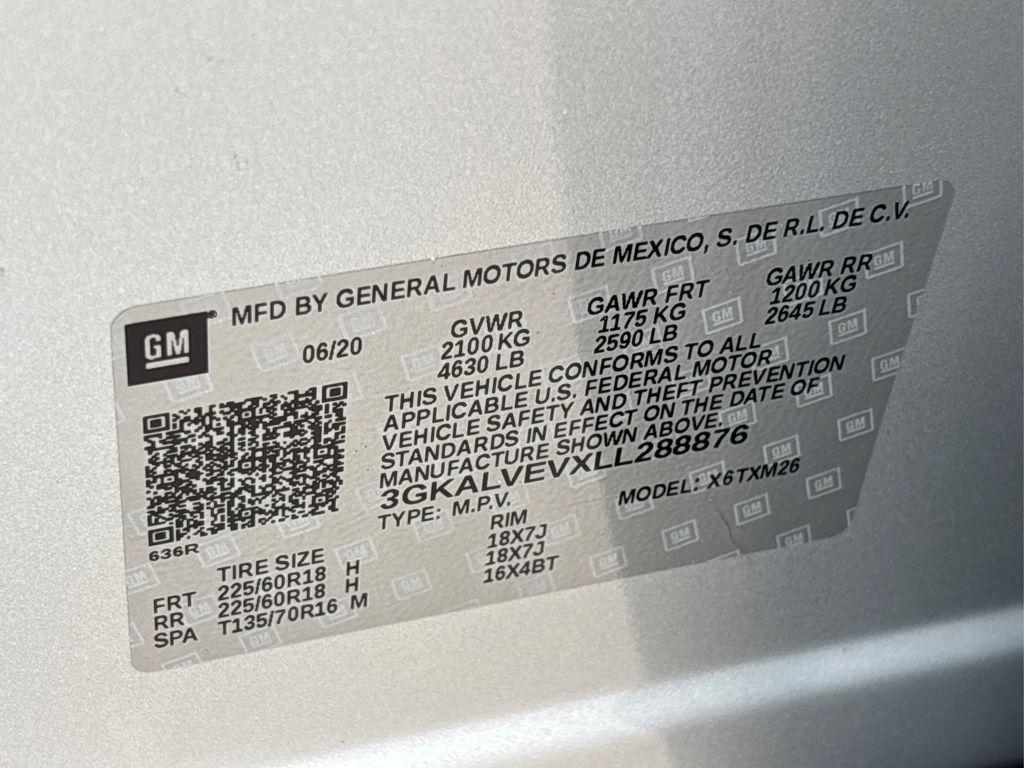 MFD BY GENERAL MOTORS DE MEXICO, S. DE R.L. DE C.V.
GM
06/20
GVWR GAWR FRT GAWR RR
2100 KG 1175 KG 1200 KG
4630 LB 2590 LB 2645 LB
THIS VEHICLE CONFORMS TO ALL
APPLICABLE U.S. FEDERAL MOTOR
VEHICLE SAFETY AND THEFT PREVENTION
STANDARDS IN EFFECT ON THE DATE OF
MANUFACTURE SHOWN ABOVE.
3GKALVEVXLL288876
TYPE: M.P.V. MODEL: X6TXM26
636R
TIRE SIZE RIM
FRT 225/60R18 H 18X7J
RR 225/60R18 H 18X7J
SPA T135/70R16 M 16X4BT